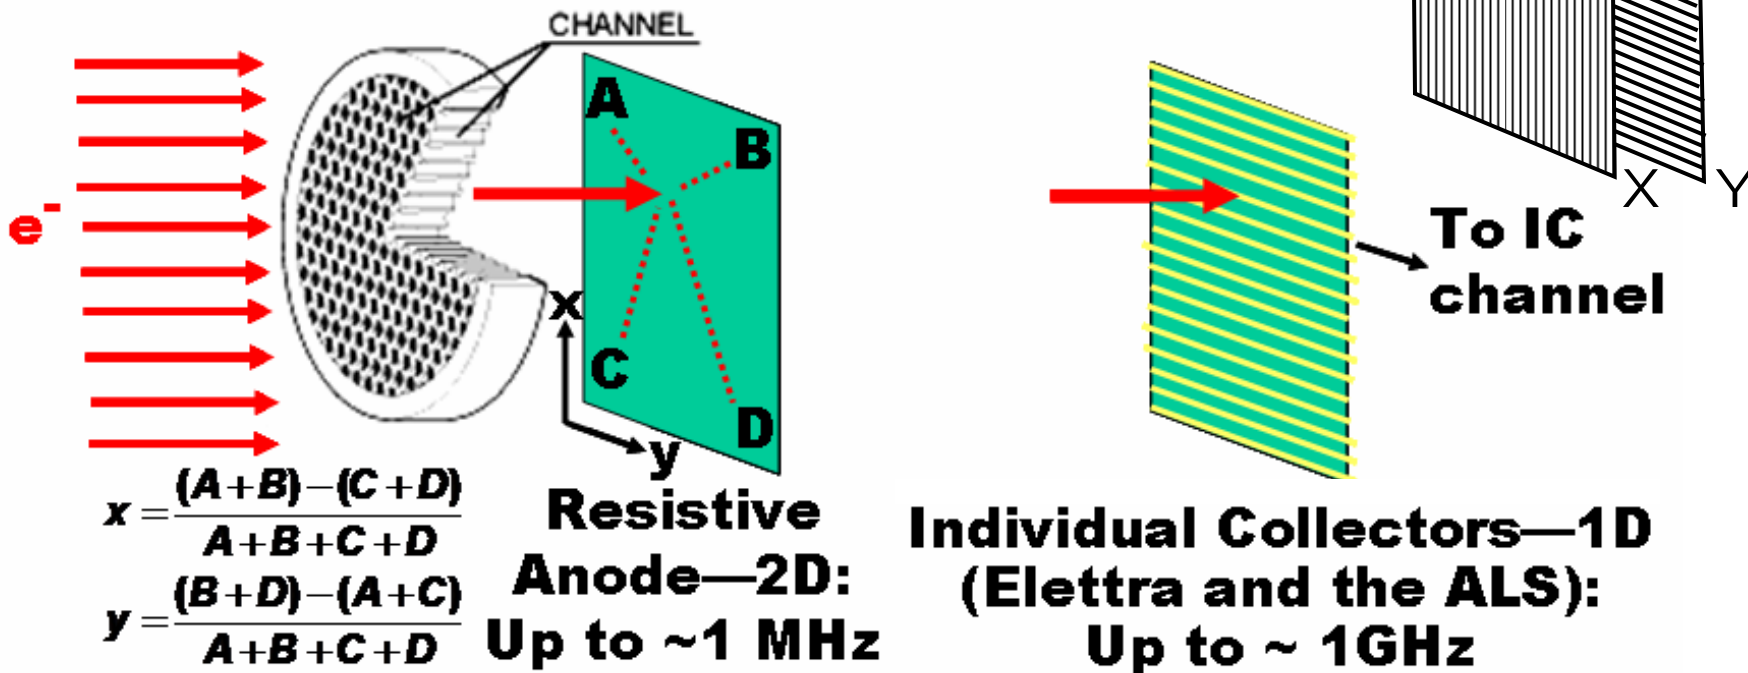 CHANNEL
e-
A
B
C
D
x
y
x = (A+B)−(C+D) / A+B+C+D
y = (B+D)−(A+C) / A+B+C+D
Resistive
Anode—2D:
Up to ~1 MHz
X
Y
To IC
channel
Individual Collectors—1D
(Elettra and the ALS):
Up to ~ 1GHz